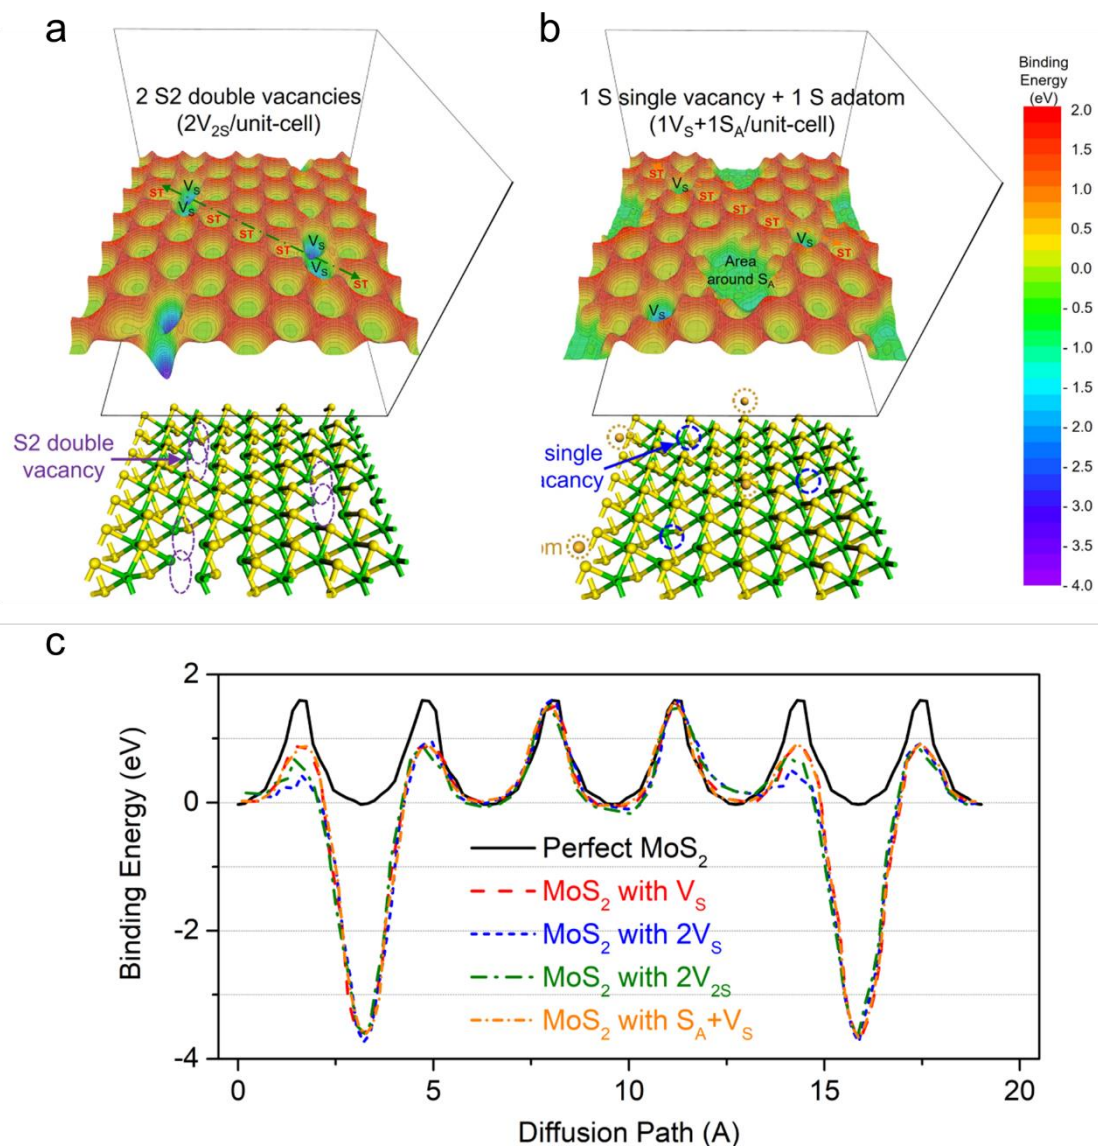 a
2 S2 double vacancies
(2V2S/unit-cell)
ST
VS
VS
ST
ST
ST
VS
VS
ST
S2 double
vacancy
b
1 S single vacancy + 1 S adatom
(1VS+1SA/unit-cell)
ST
VS
ST
ST
ST
VS
ST
Area
around SA
VS
single
acancy
om
Binding
Energy
(eV)
2.0
1.5
1.0
0.5
0.0
- 0.5
- 1.0
- 1.5
- 2.0
- 2.5
- 3.0
- 3.5
- 4.0
c
Binding Energy (eV)
2
0
-2
-4
Perfect MoS2
MoS2 with VS
MoS2 with 2VS
MoS2 with 2V2S
MoS2 with SA+VS
0
5
10
15
20
Diffusion Path (A)